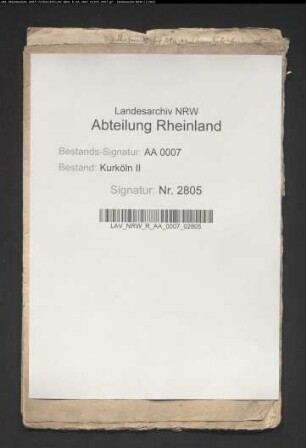 Landesarchiv NRW
Abteilung Rheinland
Bestands-Signatur: AA 0007
Bestand: Kurköln II
Signatur: Nr. 2805
LAV_NRW_R_AA_0007_02805